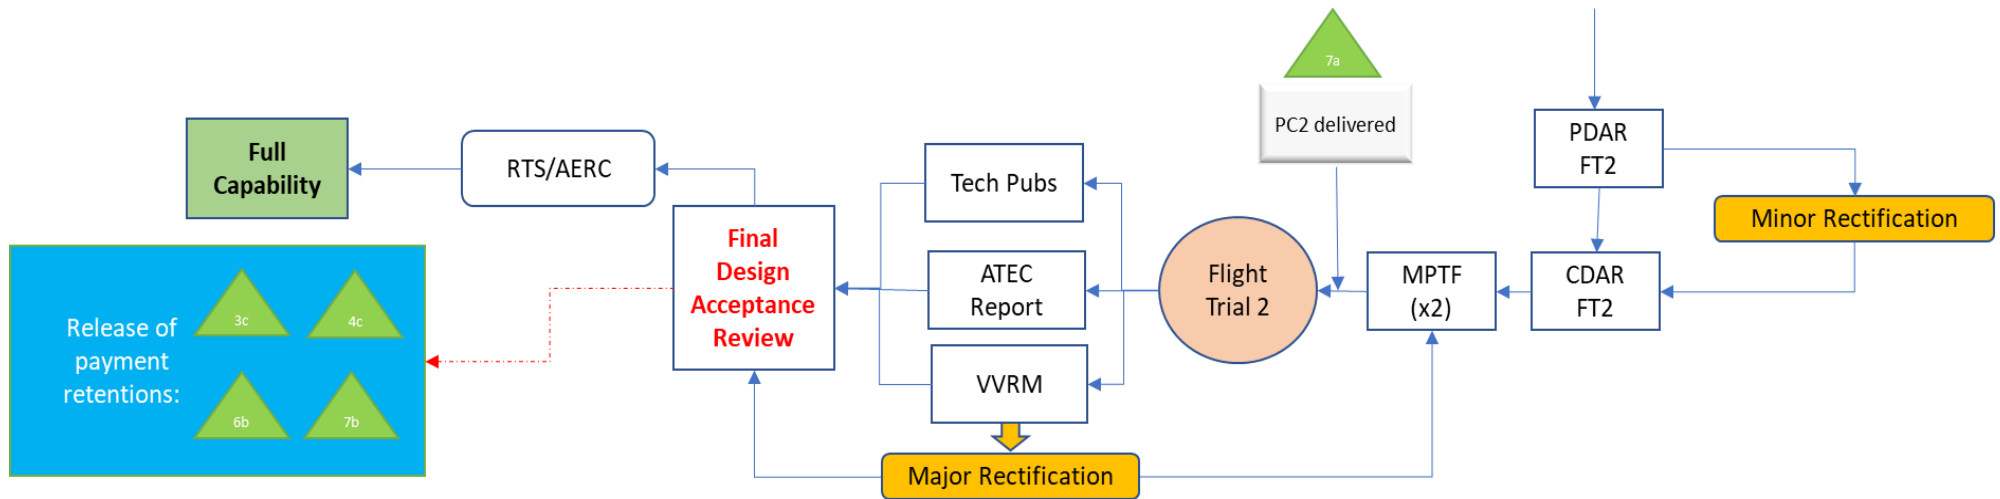 7a
PC2 delivered
PDAR
FT2
Full
Capability
RTS/AERC
Tech Pubs
Minor Rectification
Final
Design
Acceptance
Review
ATEC
Report
Flight
Trial 2
MPTF
(x2)
CDAR
FT2
Release of
payment
retentions:
3c
4c
6b
7b
VVRM
Major Rectification